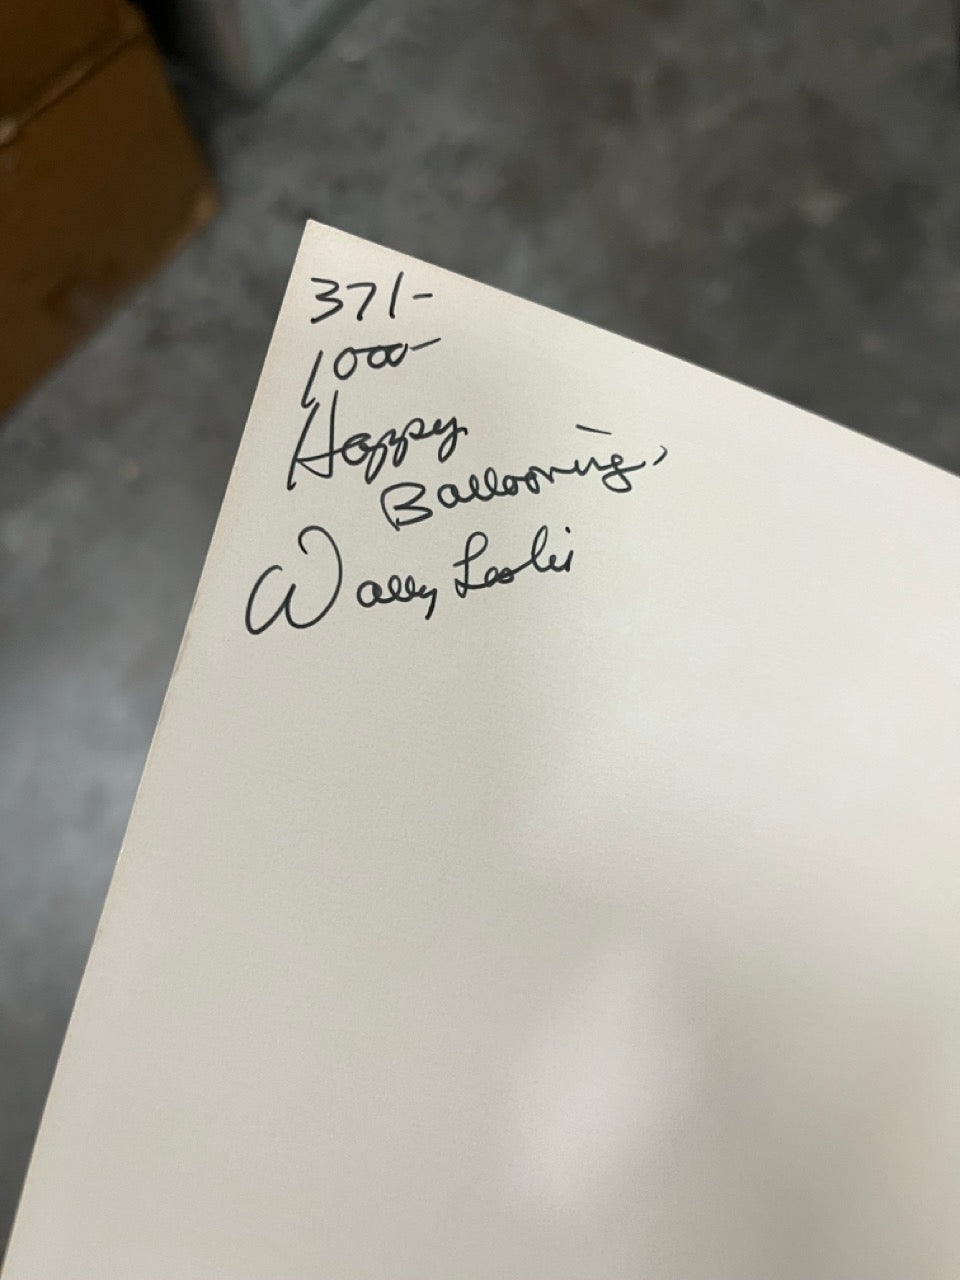 371-
1000-
Happy
Ballooning,
Wally Leslie